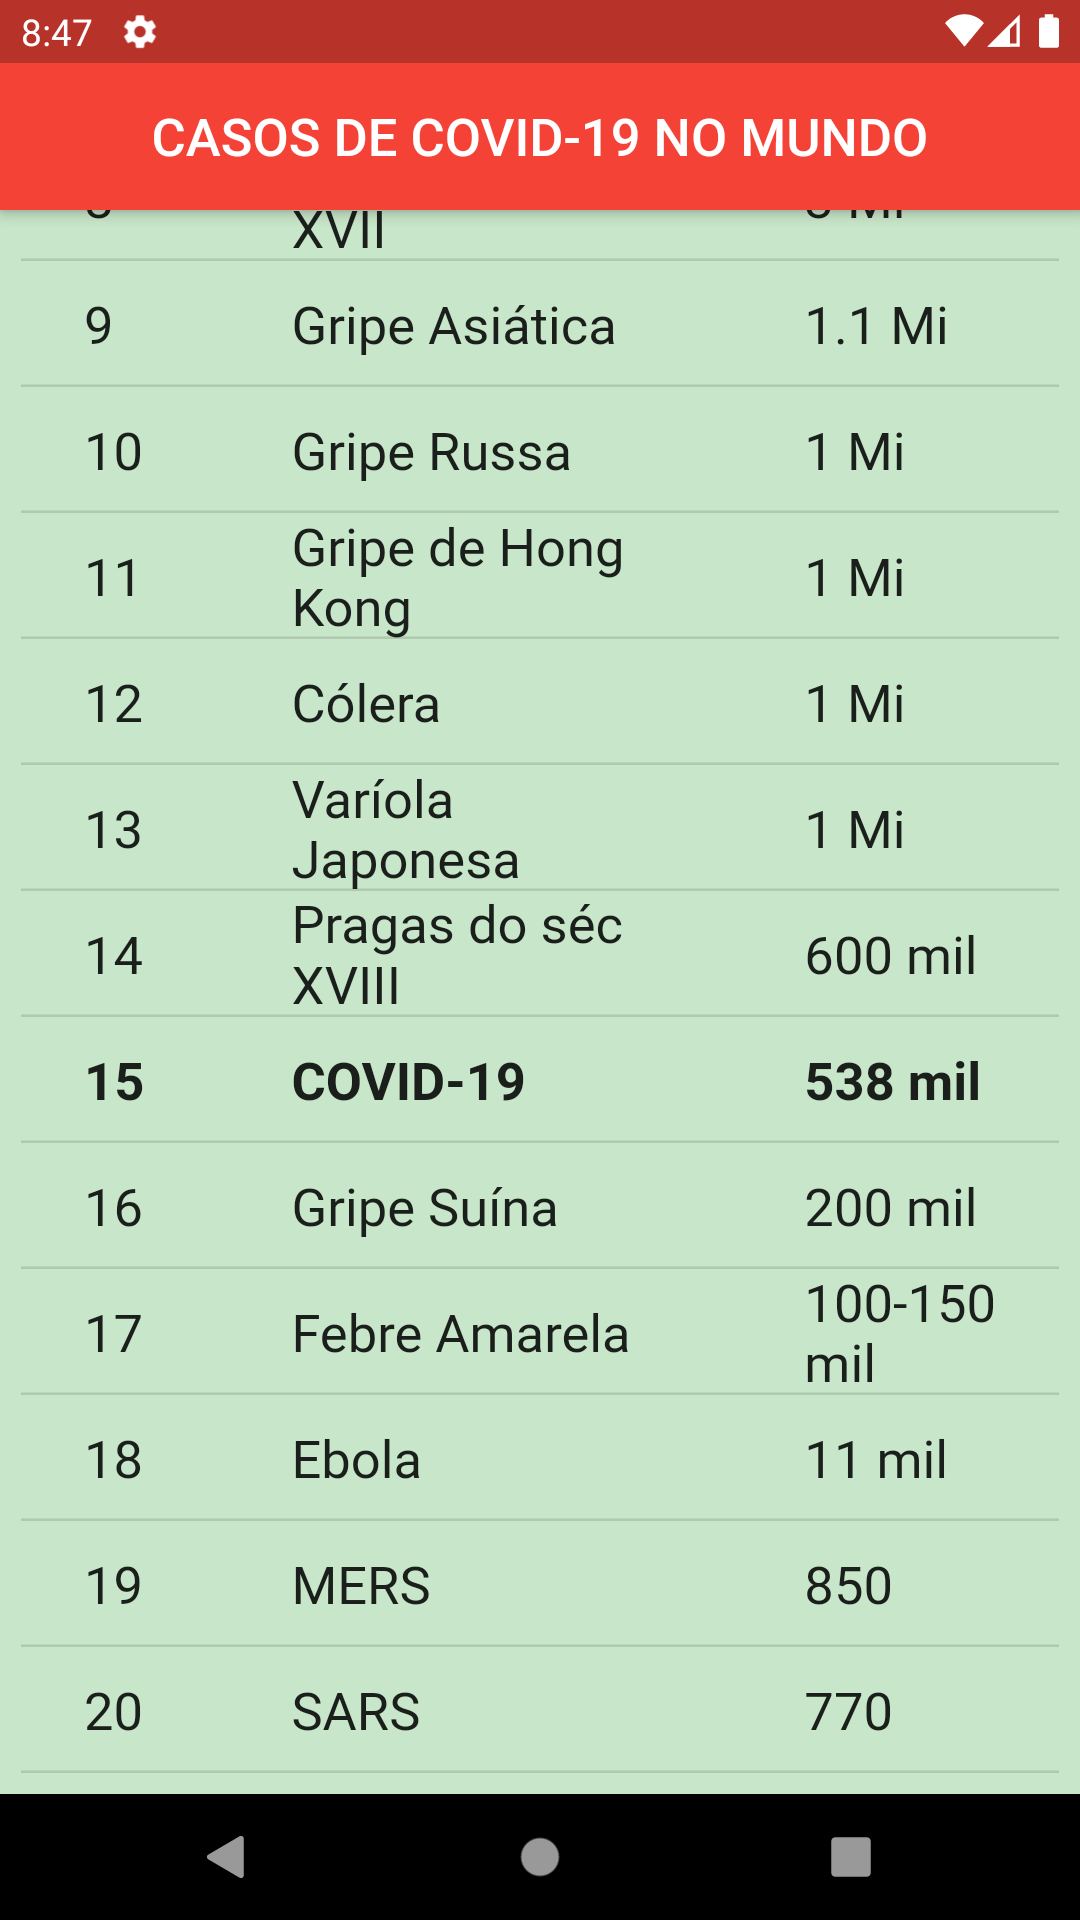 8:47
CASOS DE COVID-19 NO MUNDO
XVII
9 Gripe Asiática 1.1 Mi
10 Gripe Russa 1 Mi
11 Gripe de Hong Kong 1 Mi
12 Cólera 1 Mi
13 Varíola Japonesa 1 Mi
14 Pragas do séc XVIII 600 mil
15 COVID-19 538 mil
16 Gripe Suína 200 mil
17 Febre Amarela 100-150 mil
18 Ebola 11 mil
19 MERS 850
20 SARS 770